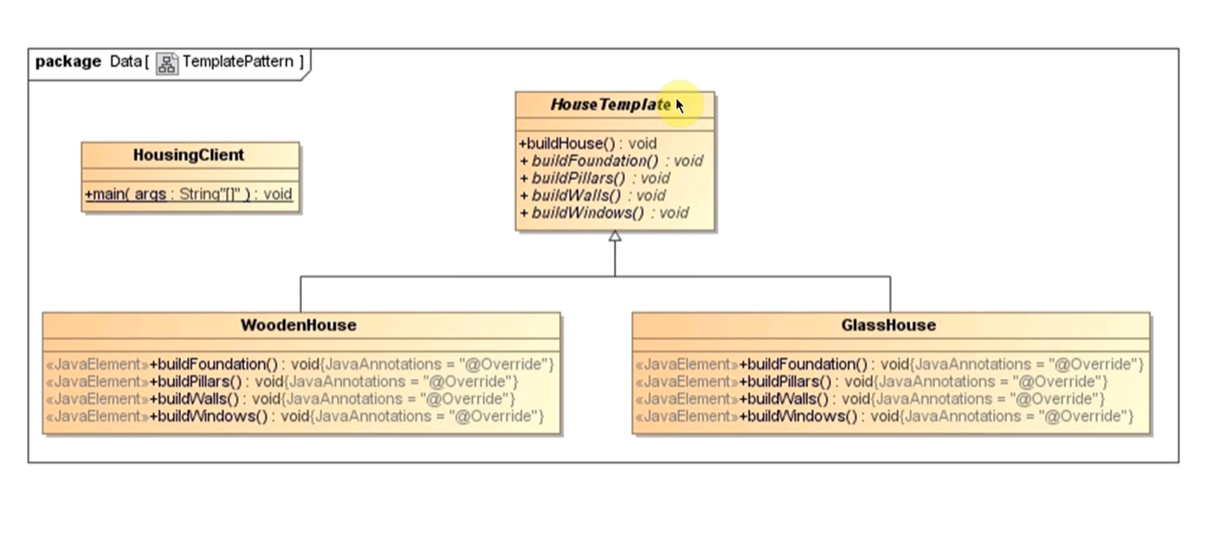 package Data[ TemplatePattern ]
HouseTemplate
+buildHouse() : void
+ buildFoundation() : void
+ buildPillars() : void
+ buildWalls() : void
+ buildWindows() : void
HousingClient
+main( args : String"[]" ) : void
WoodenHouse
«JavaElement»+buildFoundation() : void{JavaAnnotations = "@Override"}
«JavaElement»+buildPillars() : void{JavaAnnotations = "@Override"}
«JavaElement»+buildWalls() : void{JavaAnnotations = "@Override"}
«JavaElement»+buildWindows() : void{JavaAnnotations = "@Override"}
GlassHouse
«JavaElement»+buildFoundation() : void{JavaAnnotations = "@Override"}
«JavaElement»+buildPillars() : void{JavaAnnotations = "@Override"}
«JavaElement»+buildWalls() : void{JavaAnnotations = "@Override"}
«JavaElement»+buildWindows() : void{JavaAnnotations = "@Override"}